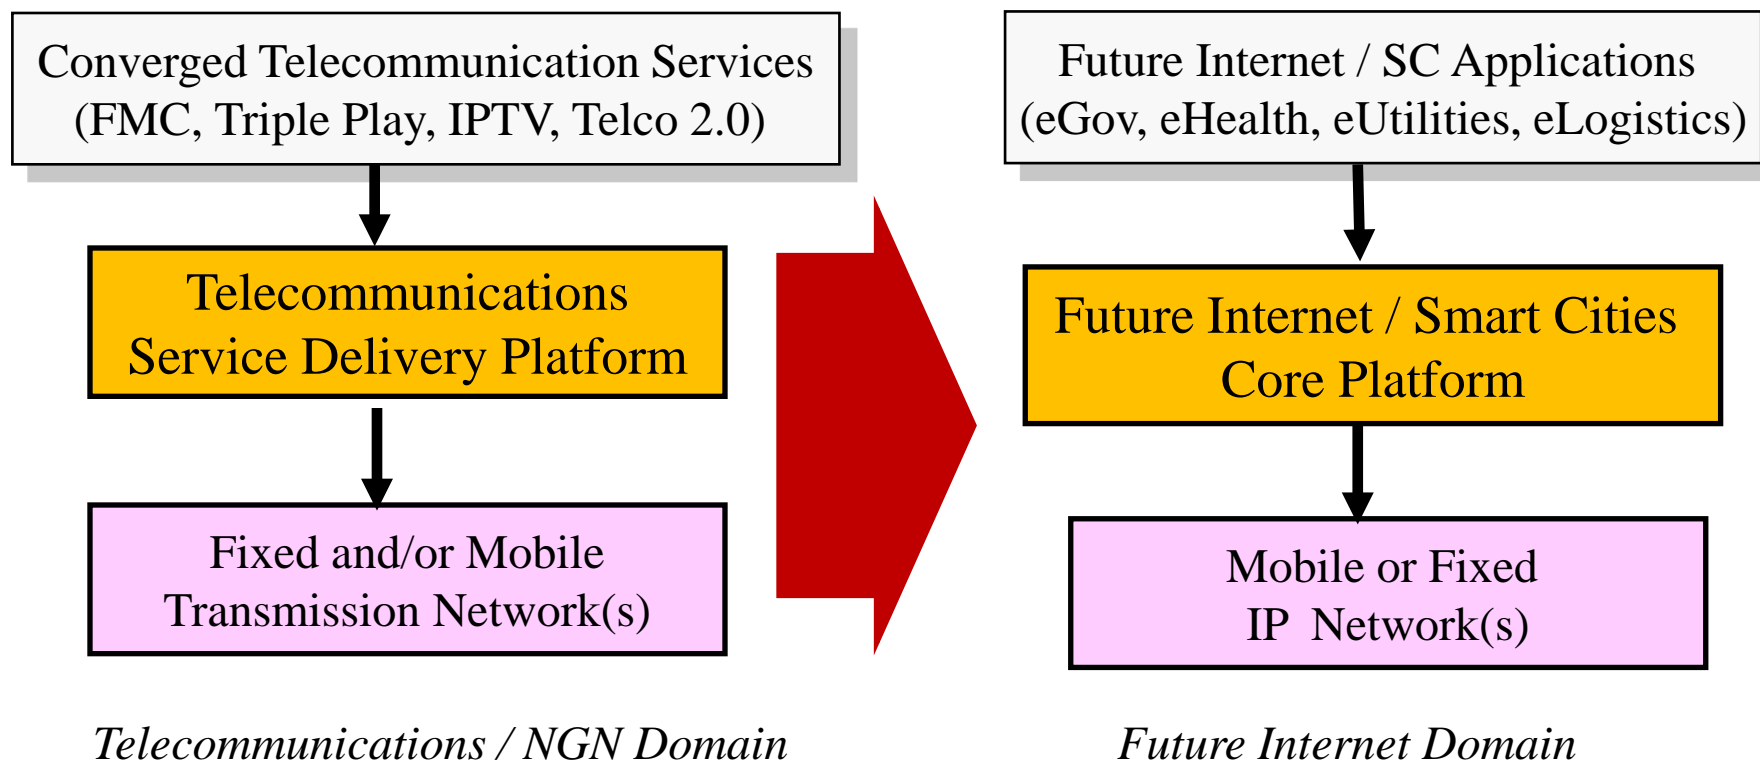 Converged Telecommunication Services
(FMC, Triple Play, IPTV, Telco 2.0)
Telecommunications
Service Delivery Platform
Fixed and/or Mobile
Transmission Network(s)
Telecommunications / NGN Domain
Future Internet / SC Applications
(eGov, eHealth, eUtilities, eLogistics)
Future Internet / Smart Cities
Core Platform
Mobile or Fixed
IP Network(s)
Future Internet Domain